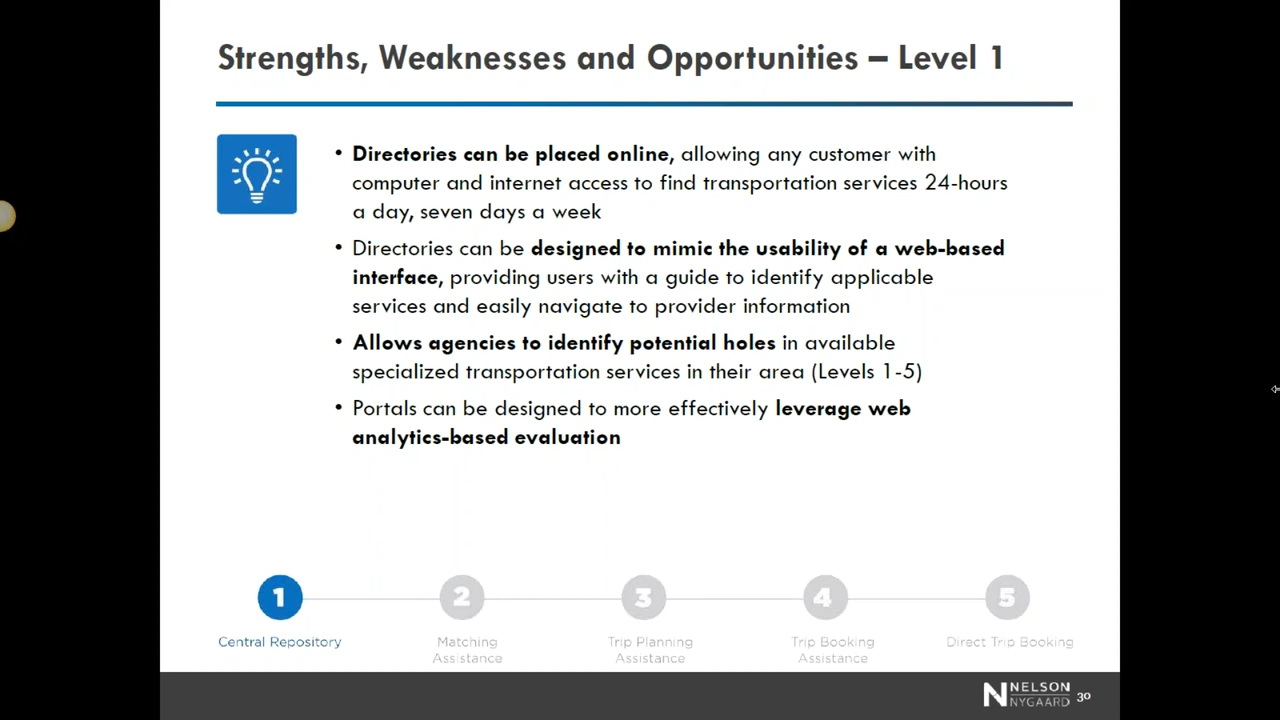 Strengths, Weaknesses and Opportunities – Level 1
• Directories can be placed online, allowing any customer with
computer and internet access to find transportation services 24-hours
a day, seven days a week
• Directories can be designed to mimic the usability of a web-based
interface, providing users with a guide to identify applicable
services and easily navigate to provider information
• Allows agencies to identify potential holes in available
specialized transportation services in their area (Levels 1-5)
• Portals can be designed to more effectively leverage web
analytics-based evaluation
1
2
3
4
5
Central Repository
Matching
Assistance
Trip Planning
Assistance
Trip Booking
Assistance
Direct Trip Booking
N NELSON
NYGAARD
30